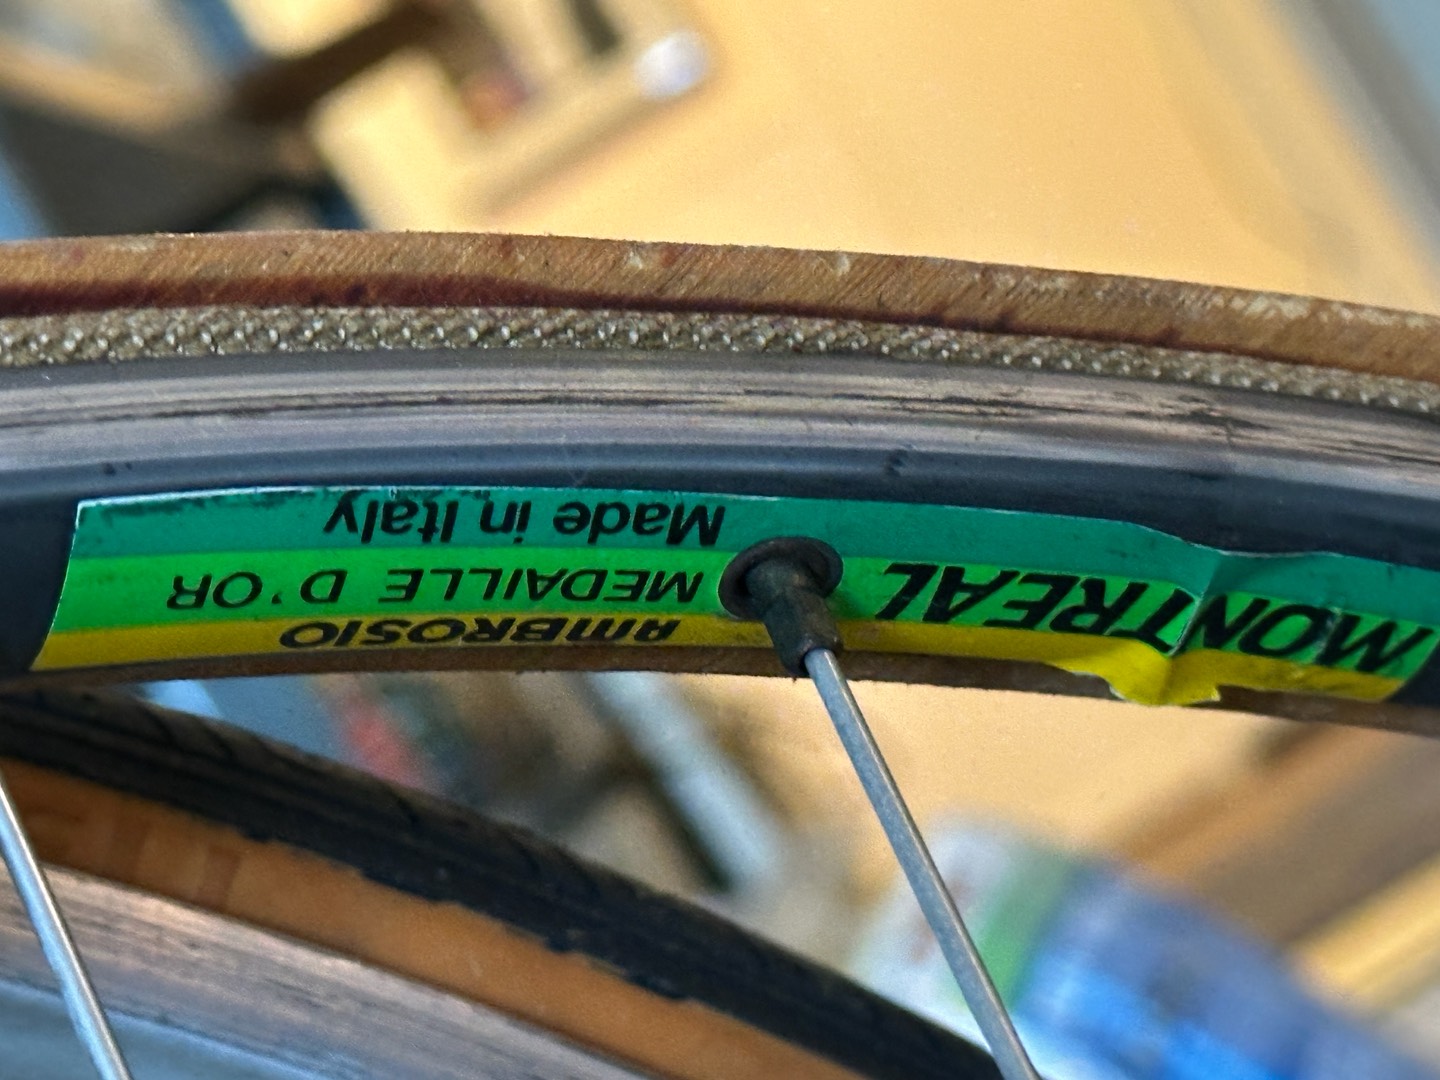 MONTREAL
AMBROSIO
MEDAILLE D'OR
Made in Italy